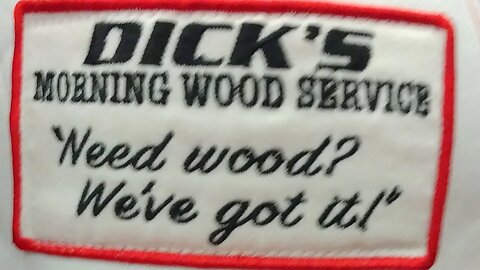 DICK'S
MORNING WOOD SERVICE
"Need wood?
We've got it!"